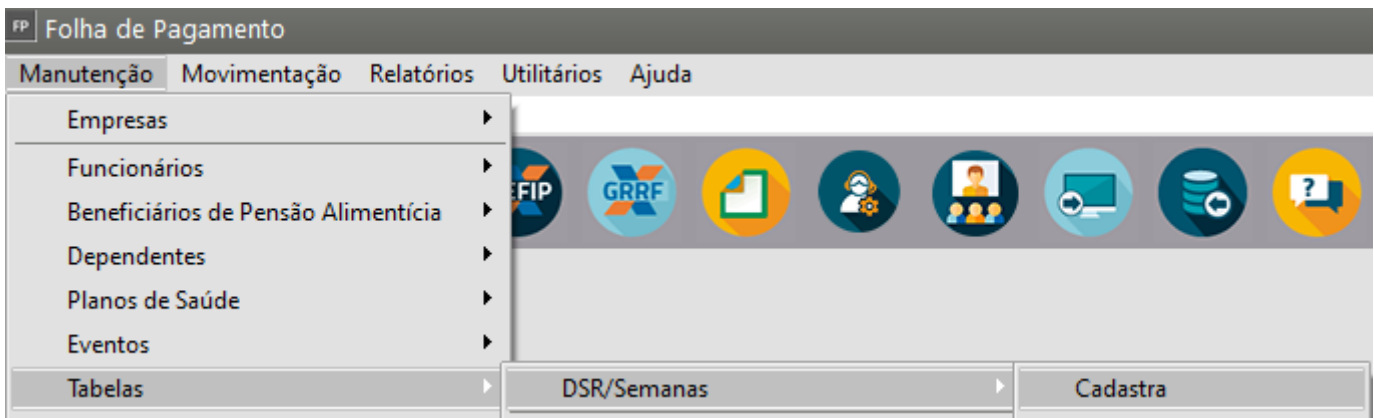 FP Folha de Pagamento
Manutenção Movimentação Relatórios Utilitários Ajuda
Empresas
Funcionários
EFIP GRRF ?
Beneficiários de Pensão Alimentícia
Dependentes
Planos de Saúde
Eventos
Tabelas DSR/Semanas Cadastra